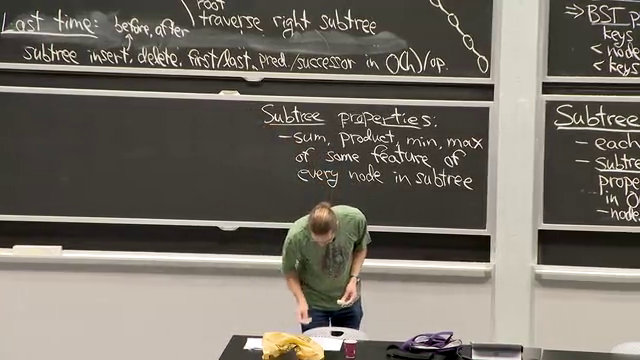 root
traverse right subtree
Last time: before, after
subtree insert, delete, first/last, pred/successor in O(h)/op.
Subtree properties:
- sum, product, min, max
of some feature of
every node in subtree
⇒ BST
keys
< node
< keys
Subtree
- each
- subtree
prope
in O(
- node.